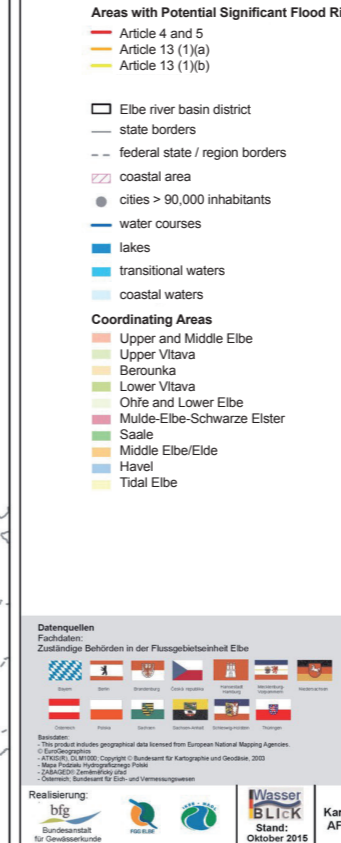 Areas with Potential Significant Flood Ri
Article 4 and 5
Article 13 (1)(a)
Article 13 (1)(b)
Elbe river basin district
state borders
federal state / region borders
coastal area
cities > 90,000 inhabitants
water courses
lakes
transitional waters
coastal waters
Coordinating Areas
Upper and Middle Elbe
Upper Vltava
Berounka
Lower Vltava
Ohře and Lower Elbe
Mulde-Elbe-Schwarze Elster
Saale
Middle Elbe/Elde
Havel
Tidal Elbe
Datenquellen
Fachdaten:
Zuständige Behörden in der Flussgebietseinheit Elbe
Bayern Berlin Brandenburg Česká republika Hansestadt Hamburg Mecklenburg-Vorpommern Niedersachsen
Österreich Polska Sachsen Sachsen-Anhalt Schleswig-Holstein Thüringen
Basisdaten:
- This product includes geographical data licensed from European National Mapping Agencies.
© EuroGeographics
- ATKIS(R), DLM1000; Copyright © Bundesamt für Kartographie und Geodäsie, 2003
- Mapa Podziału Hydrograficznego Polski
- ZABAGED® Zeměměřický úřad
- Österreich: Bundesamt für Eich- und Vermessungswesen
Realisierung:
bfg
Bundesanstalt
für Gewässerkunde
FGG ELBE
Wasser
BLIcK
Stand:
Oktober 2015
Kar
AF